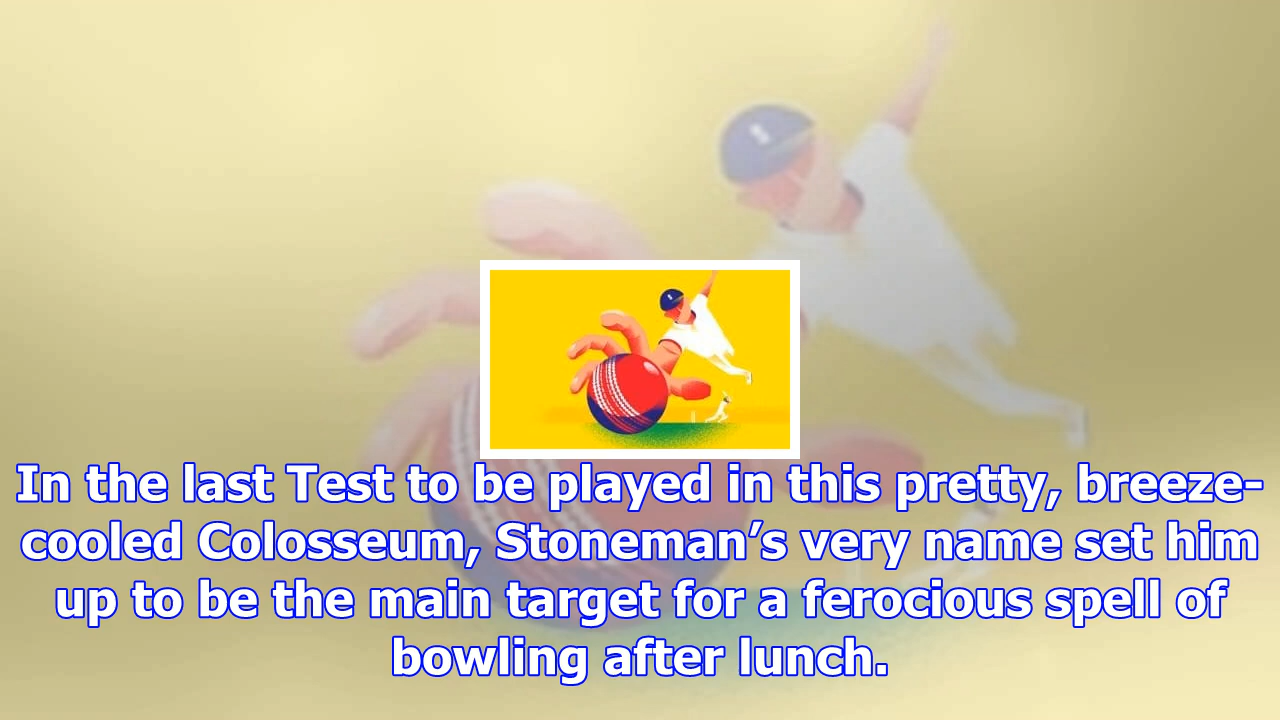 In the last Test to be played in this pretty, breeze-
cooled Colosseum, Stoneman’s very name set him
up to be the main target for a ferocious spell of
bowling after lunch.